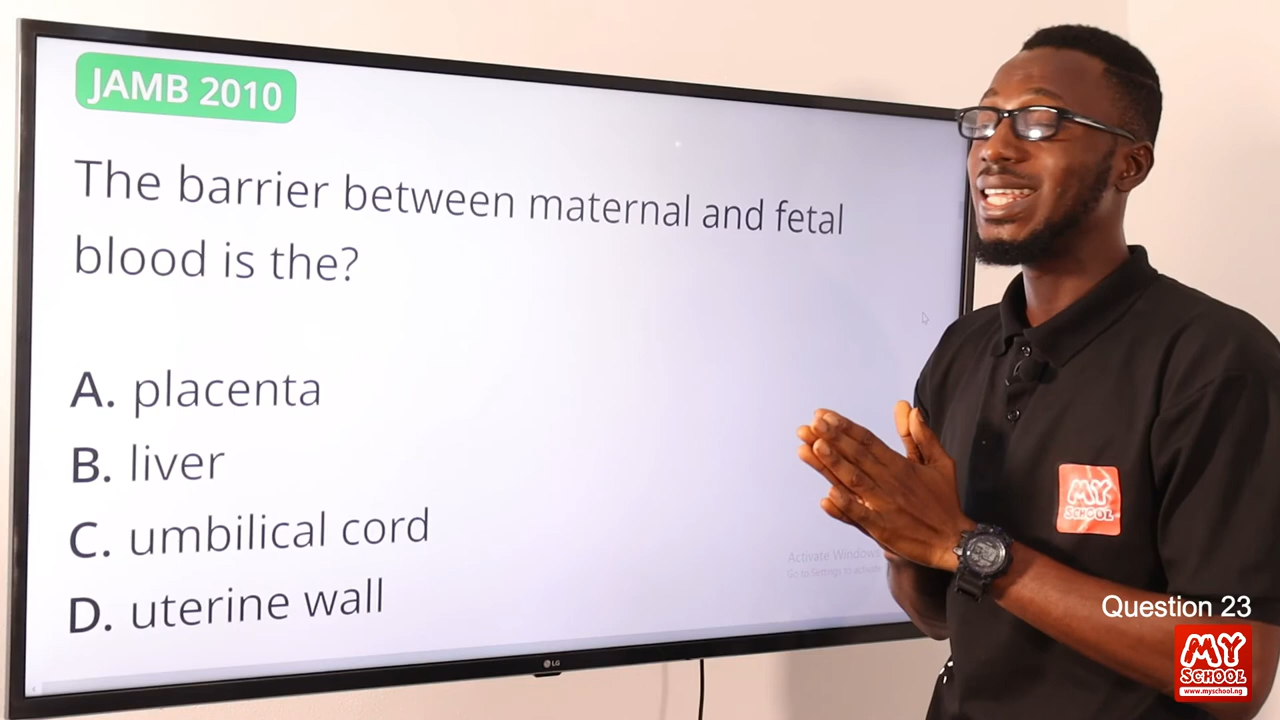 JAMB 2010
The barrier between maternal and fetal
blood is the?
A. placenta
B. liver
C. umbilical cord
D. uterine wall
Activate Windows
Go to Settings to activate
LG
MY
SCHOOL
Question 23
MY
SCHOOL
www.myschool.ng